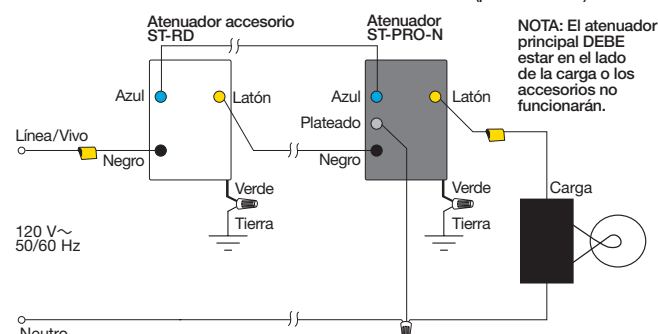 Atenuador accesorio
ST-RD
Atenuador
ST-PRO-N
NOTA: El atenuador
principal DEBE
estar en el lado
de la carga o los
accesorios no
funcionarán.
Azul
Latón
Azul
Latón
Plateado
Línea/Vivo
Negro
Negro
Verde
Verde
Carga
Tierra
Tierra
120 V~
50/60 Hz
Neutro